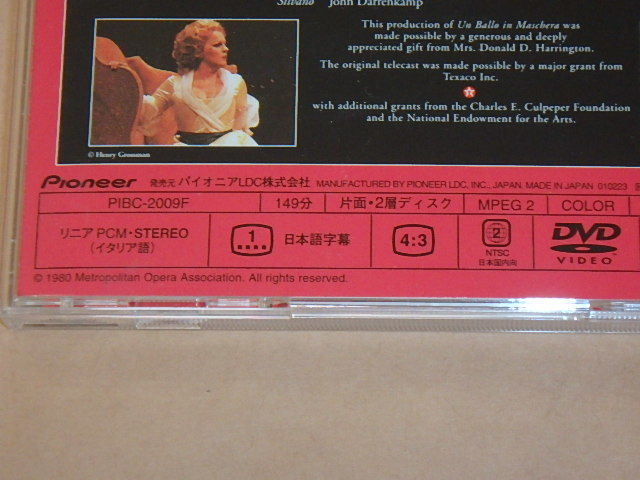 Silvano John Darrenkamp
This production of Un Ballo in Maschera was
made possible by a generous and deeply
appreciated gift from Mrs. Donald D. Harrington.
The original telecast was made possible by a major grant from
Texaco Inc.
with additional grants from the Charles E. Culpeper Foundation
and the National Endowment for the Arts.
© Henry Grossman
Pioneer 発売元 パイオニアLDC株式会社 MANUFACTURED BY PIONEER LDC, INC., JAPAN. MADE IN JAPAN 010223
PIBC-2009F 149分 片面・2層ディスク MPEG 2 COLOR
リニア PCM・STEREO
(イタリア語)
1 日本語字幕
4:3
2
NTSC
日本国内向
DVD
VIDEO
© 1980 Metropolitan Opera Association. All rights reserved.